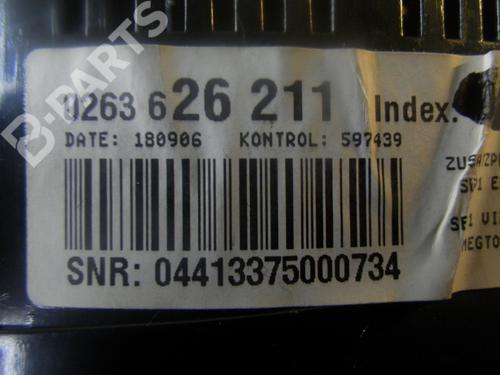 B-PARTS
0263 626 211 Index.
DATE: 180906 KONTROL: 597439
SNR: 04413375000734